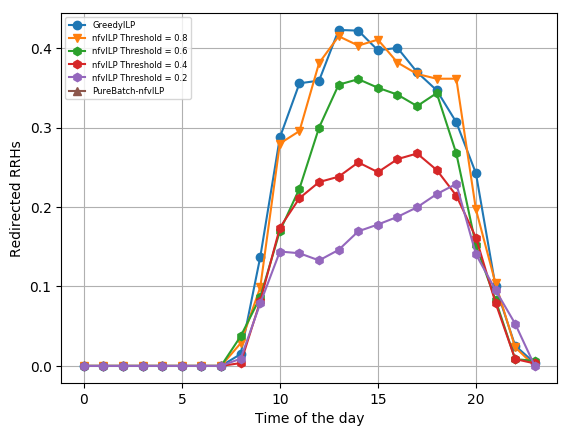 GreedyILP
nfvILP Threshold = 0.8
nfvILP Threshold = 0.6
nfvILP Threshold = 0.4
nfvILP Threshold = 0.2
PureBatch-nfvILP
0.4
0.3
0.2
0.1
0.0
Redirected RRHs
0 5 10 15 20
Time of the day